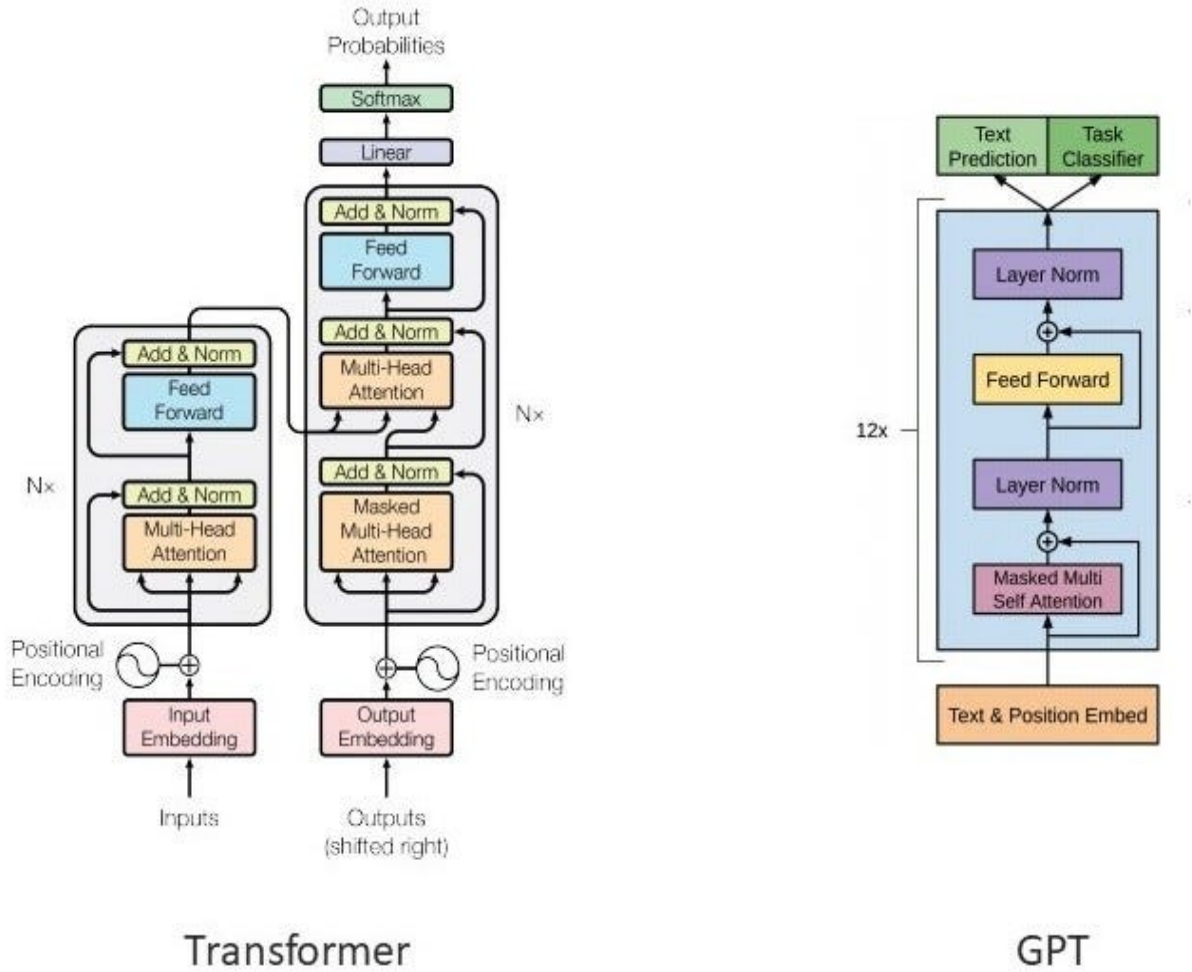 Output
Probabilities
Softmax
Linear
Add & Norm
Feed
Forward
Add & Norm
Multi-Head
Attention
Add & Norm
Masked
Multi-Head
Attention
Nx
Add & Norm
Feed
Forward
Add & Norm
Multi-Head
Attention
Nx
Positional
Encoding
Positional
Encoding
Input
Embedding
Output
Embedding
Inputs
Outputs
(shifted right)
Transformer
Text
Prediction
Task
Classifier
Layer Norm
Feed Forward
12x
Layer Norm
Masked Multi
Self Attention
Text & Position Embed
GPT